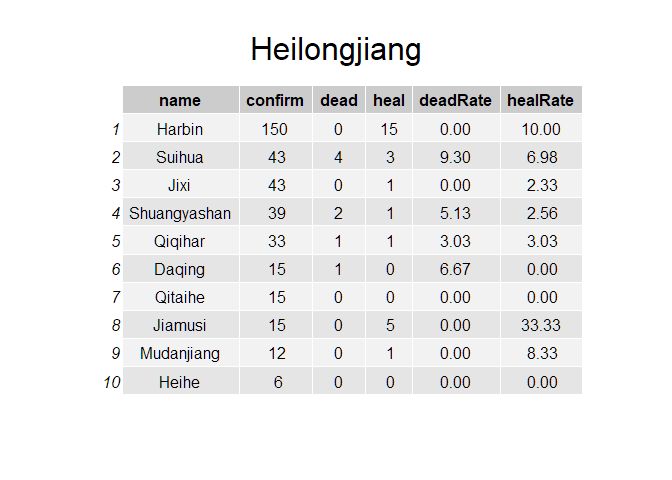 Heilongjiang
name confirm dead heal deadRate healRate
1 Harbin 150 0 15 0.00 10.00
2 Suihua 43 4 3 9.30 6.98
3 Jixi 43 0 1 0.00 2.33
4 Shuangyashan 39 2 1 5.13 2.56
5 Qiqihar 33 1 1 3.03 3.03
6 Daqing 15 1 0 6.67 0.00
7 Qitaihe 15 0 0 0.00 0.00
8 Jiamusi 15 0 5 0.00 33.33
9 Mudanjiang 12 0 1 0.00 8.33
10 Heihe 6 0 0 0.00 0.00